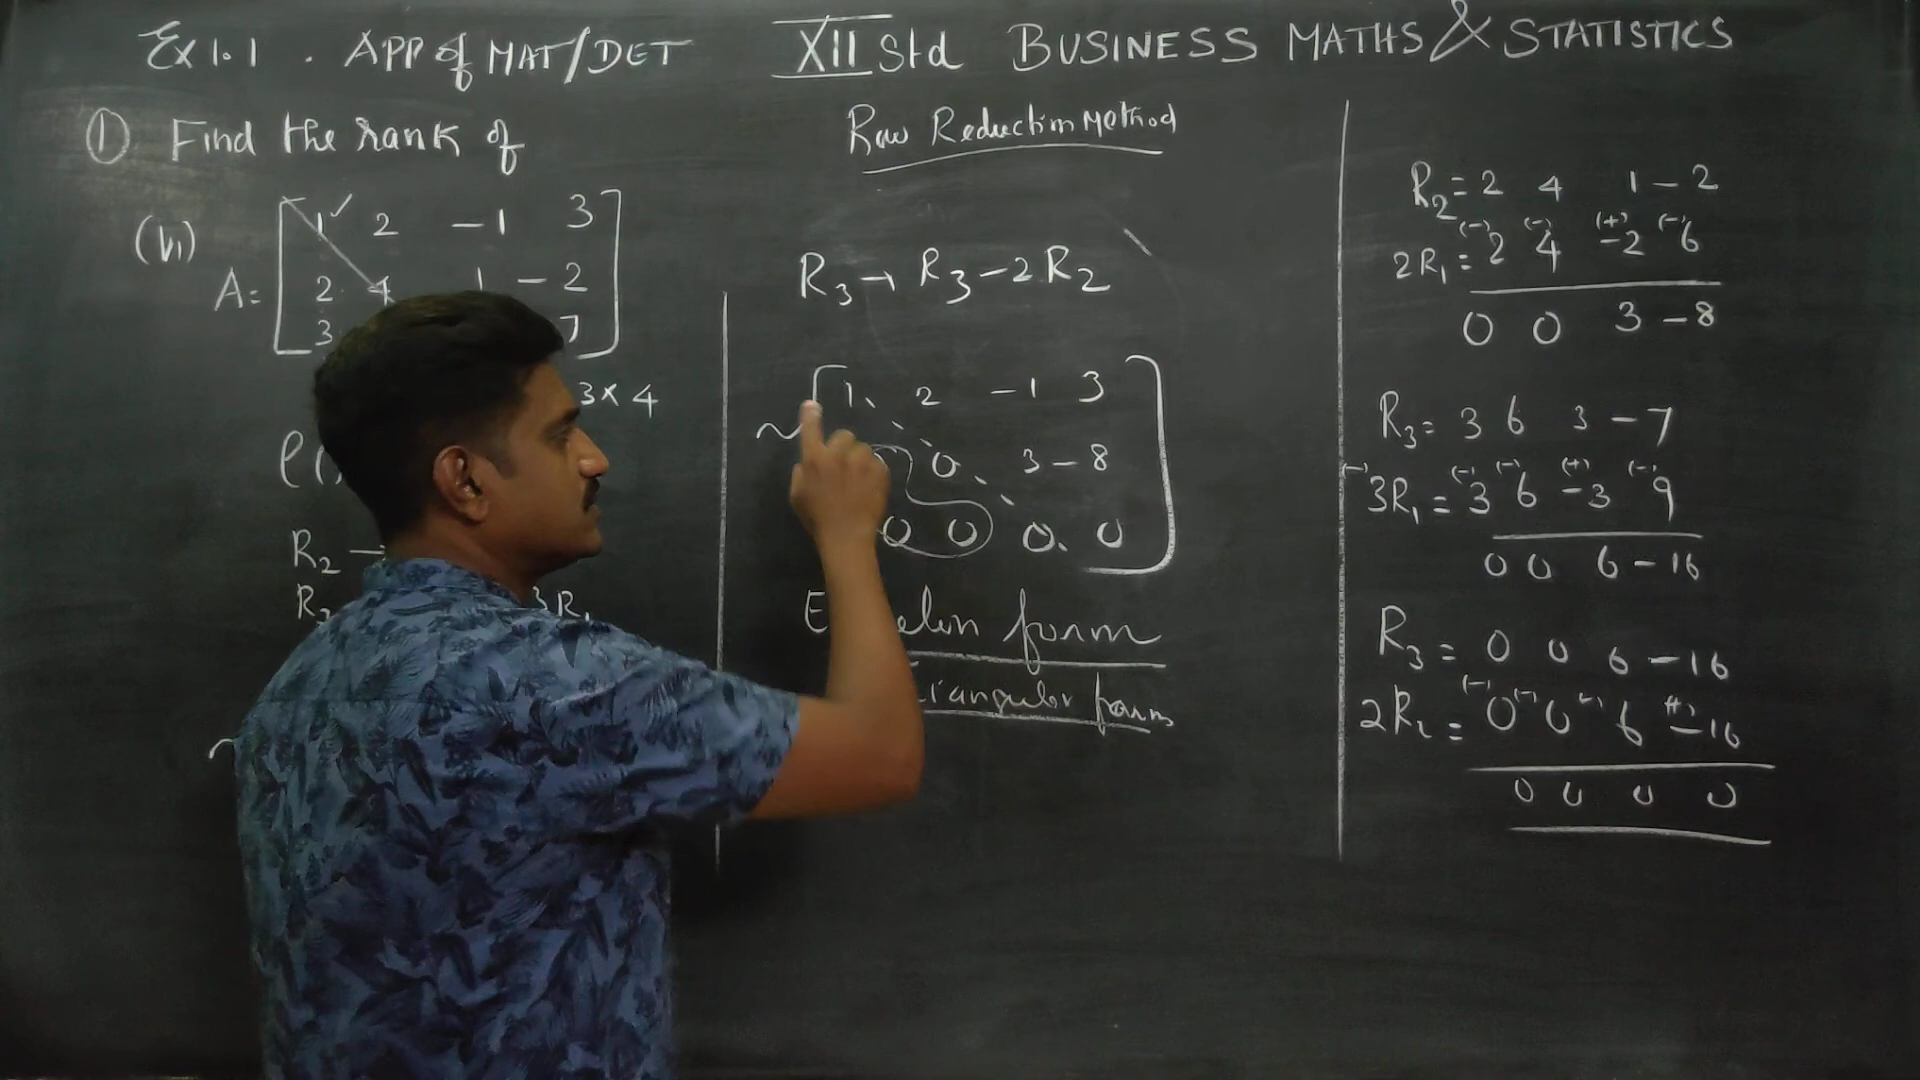 Ex 1.1 . APP of MAT/DET XII Std BUSINESS MATHS & STATISTICS
① Find the rank of
(vi)
A = [ 1 ✓ 2 -1 3
2 4 1 -2
3 7 ]
3×4
R2 →
3R1
~
Row Reduction Method
R3 → R3 - 2R2
~ [ 1 2 -1 3
0 3 -8
0 0 0 0 ]
form
form
R2 = 2 4 1 -2
2R1 = (-)2 (-)4 (+)-2 (-)6
0 0 3 -8
R3 = 3 6 3 -7
(-)3R1 = (-)3 (-)6 (+)-3 (-)9
0 0 6 -16
R3 = 0 0 6 -16
2R2 = (-)0 (-)0 (-)6 (+)-16
0 0 0 0